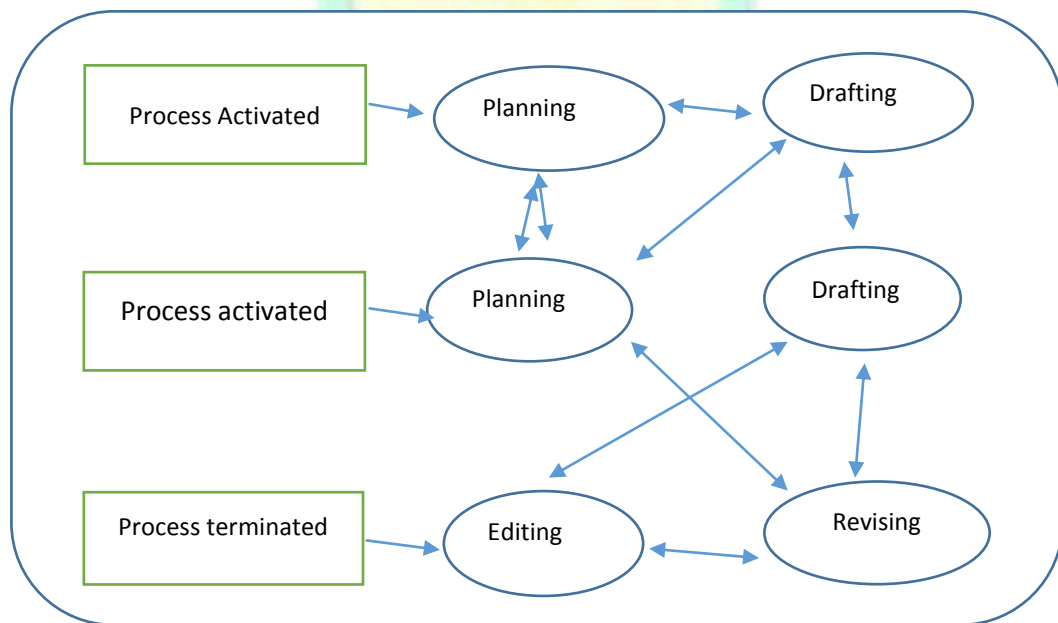 Process Activated
Planning
Drafting
Process activated
Planning
Drafting
Process terminated
Editing
Revising